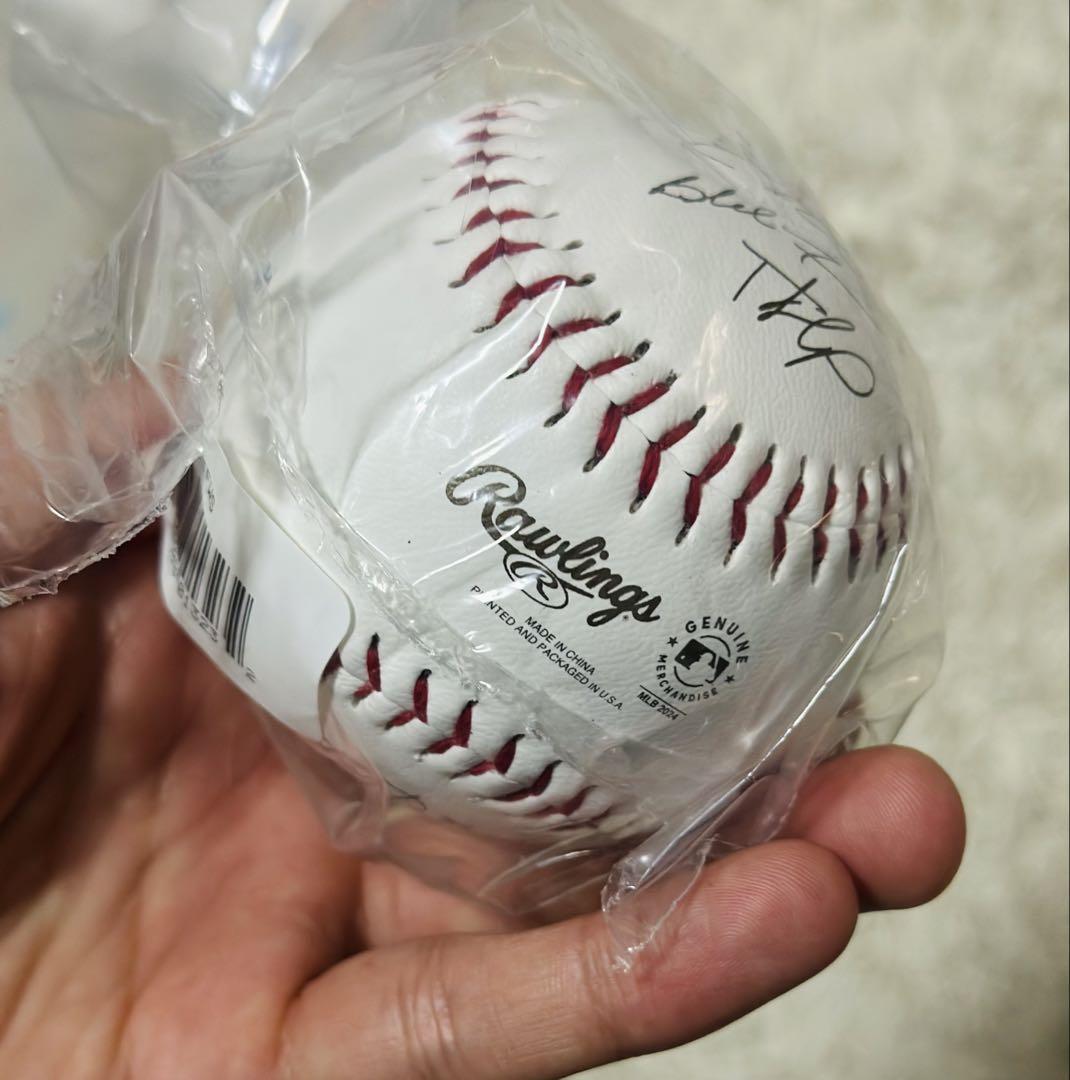 Rawlings
R
MADE IN CHINA
PRINTED AND PACKAGED IN U.S.A.
GENUINE
MERCHANDISE
MLB 2024